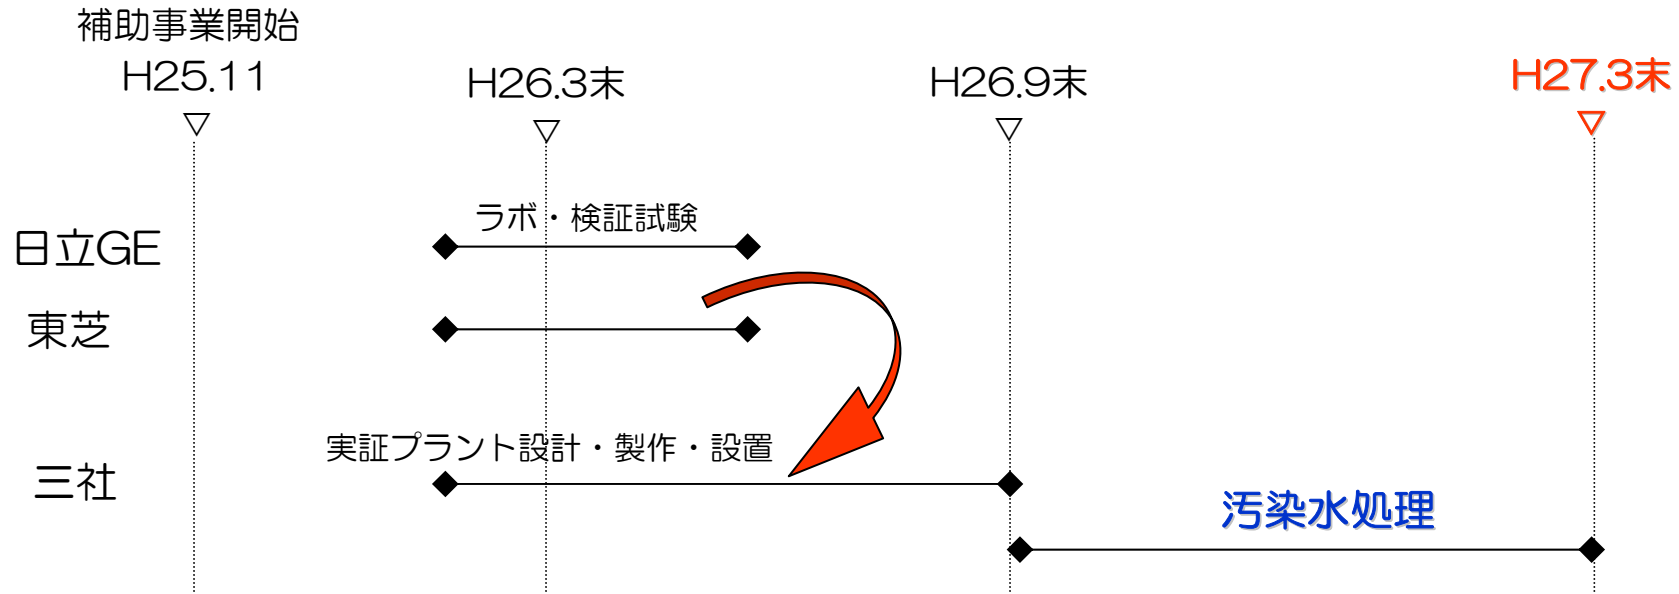 補助事業開始
H25.11
H26.3末
H26.9末
H27.3末
日立GE
ラボ・検証試験
東芝
三社
実証プラント設計・製作・設置
汚染水処理